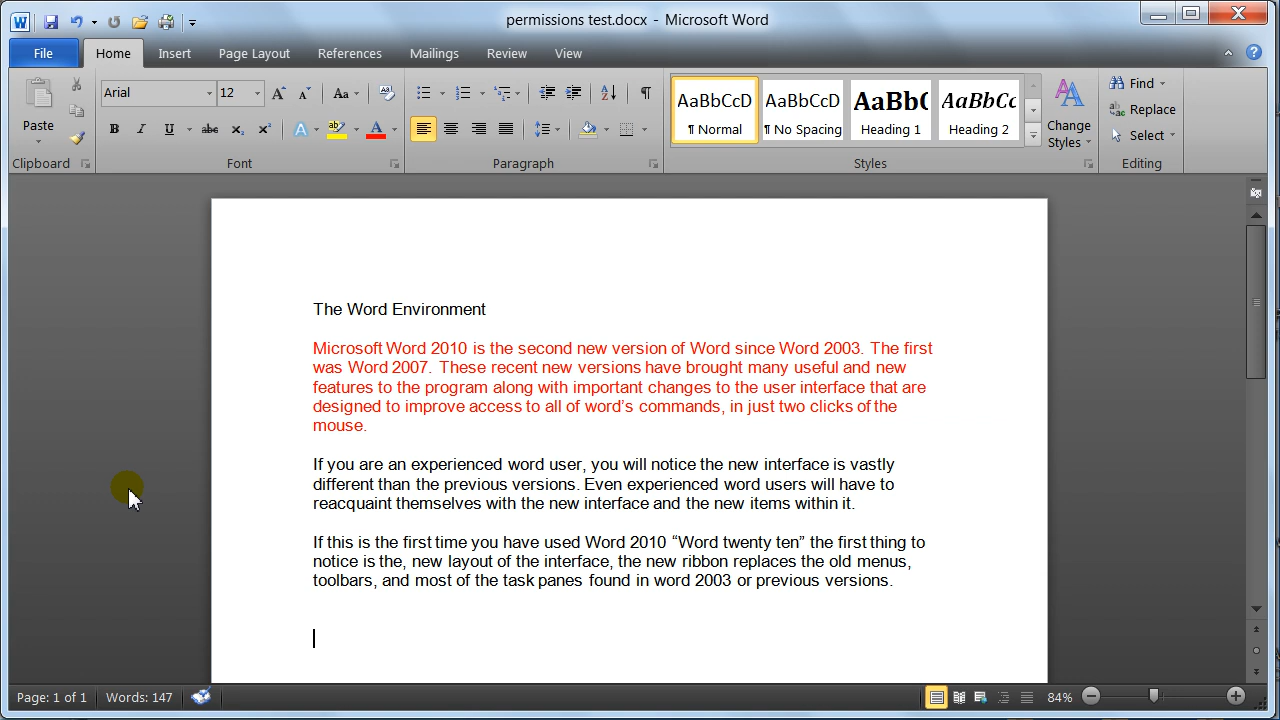 permissions test.docx - Microsoft Word
File Home Insert Page Layout References Mailings Review View
Paste
Clipboard
Arial 12
Font
Paragraph
AaBbCcD AaBbCcD AaBbC AaBbCc
¶ Normal ¶ No Spacing Heading 1 Heading 2
Change
Styles
Styles
Find
Replace
Select
Editing
The Word Environment
Microsoft Word 2010 is the second new version of Word since Word 2003. The first
was Word 2007. These recent new versions have brought many useful and new
features to the program along with important changes to the user interface that are
designed to improve access to all of word's commands, in just two clicks of the
mouse.
If you are an experienced word user, you will notice the new interface is vastly
different than the previous versions. Even experienced word users will have to
reacquaint themselves with the new interface and the new items within it.
If this is the first time you have used Word 2010 “Word twenty ten” the first thing to
notice is the, new layout of the interface, the new ribbon replaces the old menus,
toolbars, and most of the task panes found in word 2003 or previous versions.
Page: 1 of 1 Words: 147 84%